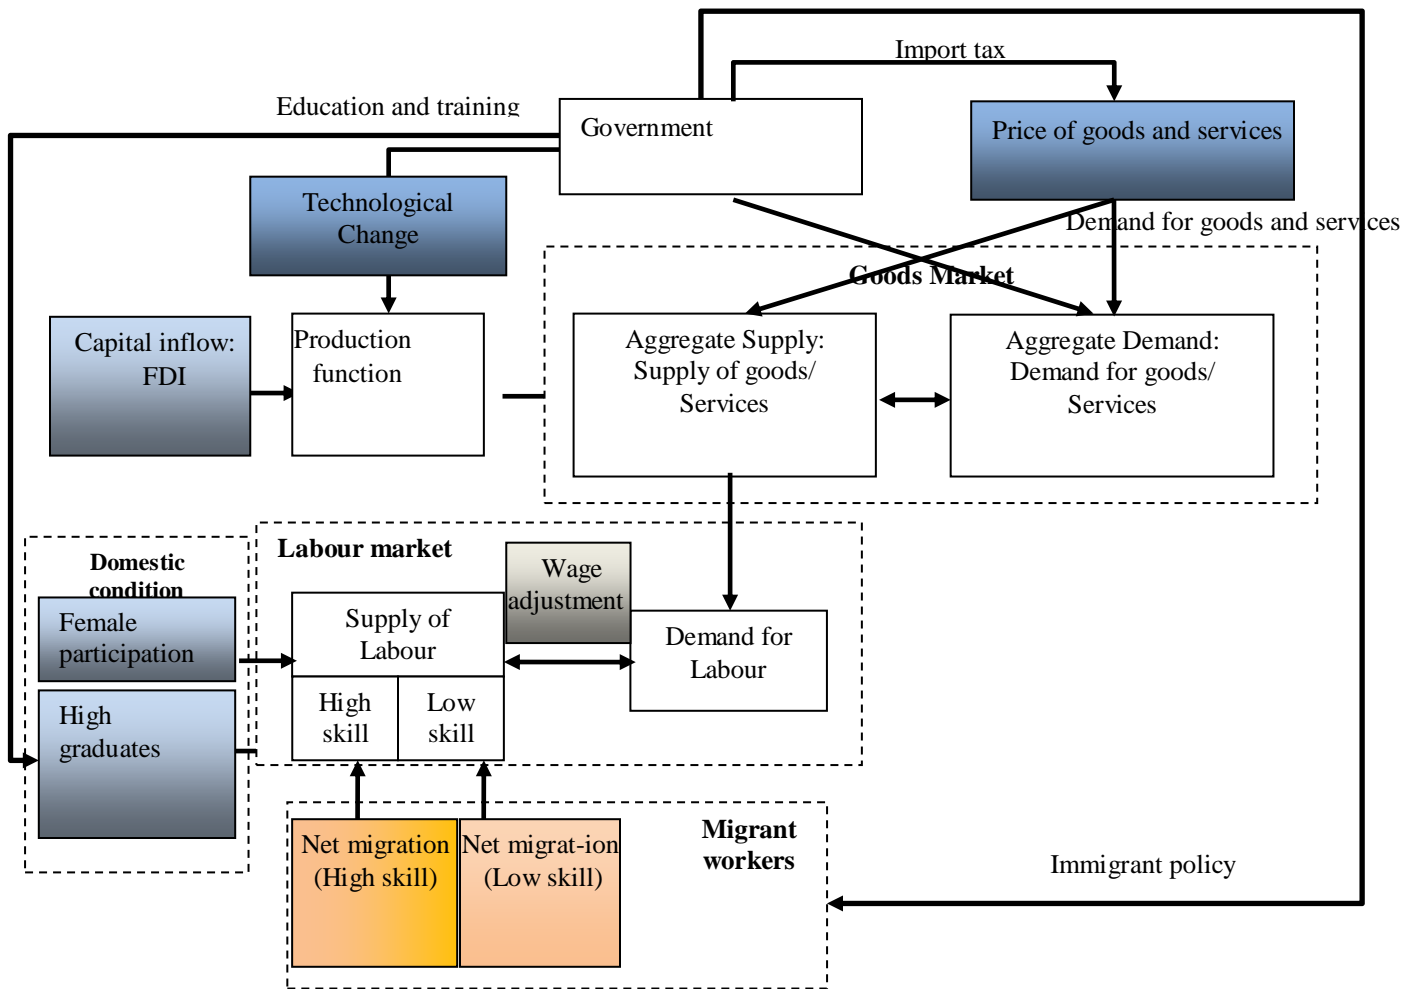 Import tax
Education and training
Government
Price of goods and services
Technological
Change
Demand for goods and services
Goods Market
Capital inflow:
FDI
Production
function
Aggregate Supply:
Supply of goods/
Services
Aggregate Demand:
Demand for goods/
Services
Domestic
condition
Labour market
Wage
adjustment
Female
participation
Supply of
Labour
Demand for
Labour
High
graduates
High
skill
Low
skill
Net migration
(High skill)
Net migrat-ion
(Low skill)
Migrant
workers
Immigrant policy